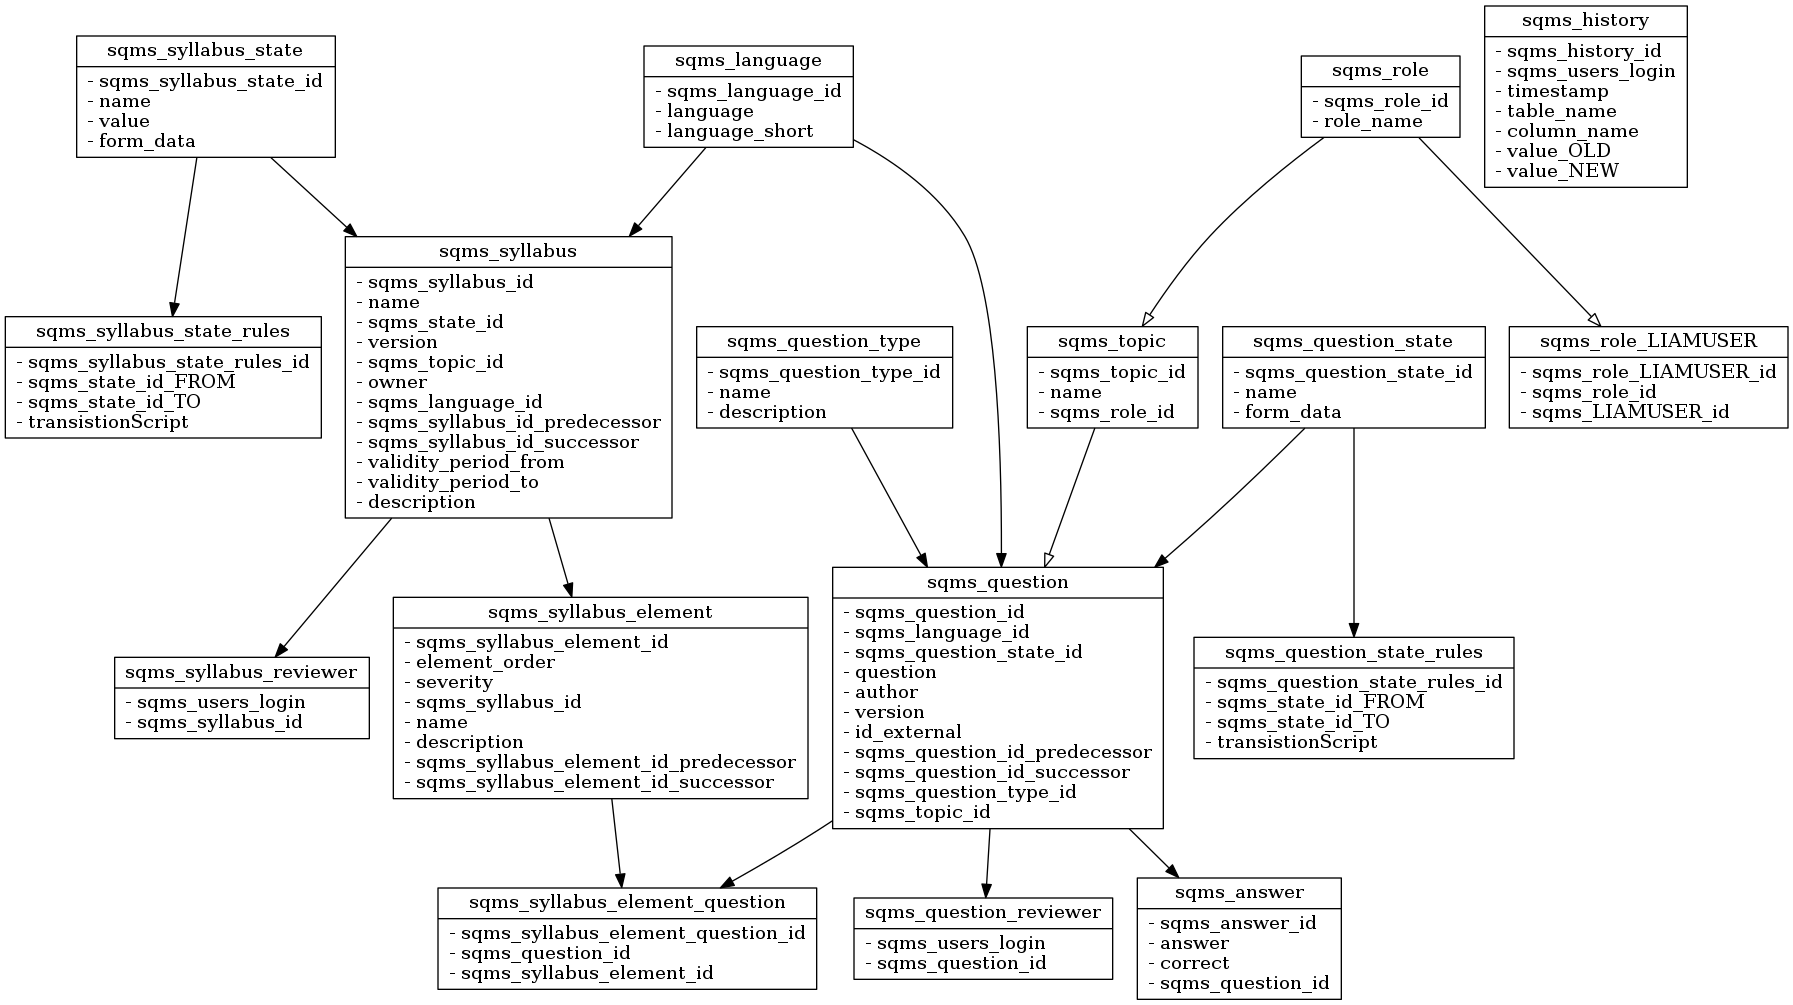 sqms_syllabus_state
- sqms_syllabus_state_id
- name
- value
- form_data
sqms_language
- sqms_language_id
- language
- language_short
sqms_role
- sqms_role_id
- role_name
sqms_history
- sqms_history_id
- sqms_users_login
- timestamp
- table_name
- column_name
- value_OLD
- value_NEW
sqms_syllabus_state_rules
- sqms_syllabus_state_rules_id
- sqms_state_id_FROM
- sqms_state_id_TO
- transistionScript
sqms_syllabus
- sqms_syllabus_id
- name
- sqms_state_id
- version
- sqms_topic_id
- owner
- sqms_language_id
- sqms_syllabus_id_predecessor
- sqms_syllabus_id_successor
- validity_period_from
- validity_period_to
- description
sqms_question_type
- sqms_question_type_id
- name
- description
sqms_topic
- sqms_topic_id
- name
- sqms_role_id
sqms_question_state
- sqms_question_state_id
- name
- form_data
sqms_role_LIAMUSER
- sqms_role_LIAMUSER_id
- sqms_role_id
- sqms_LIAMUSER_id
sqms_syllabus_reviewer
- sqms_users_login
- sqms_syllabus_id
sqms_syllabus_element
- sqms_syllabus_element_id
- element_order
- severity
- sqms_syllabus_id
- name
- description
- sqms_syllabus_element_id_predecessor
- sqms_syllabus_element_id_successor
sqms_question
- sqms_question_id
- sqms_language_id
- sqms_question_state_id
- question
- author
- version
- id_external
- sqms_question_id_predecessor
- sqms_question_id_successor
- sqms_question_type_id
- sqms_topic_id
sqms_question_state_rules
- sqms_question_state_rules_id
- sqms_state_id_FROM
- sqms_state_id_TO
- transistionScript
sqms_syllabus_element_question
- sqms_syllabus_element_question_id
- sqms_question_id
- sqms_syllabus_element_id
sqms_question_reviewer
- sqms_users_login
- sqms_question_id
sqms_answer
- sqms_answer_id
- answer
- correct
- sqms_question_id